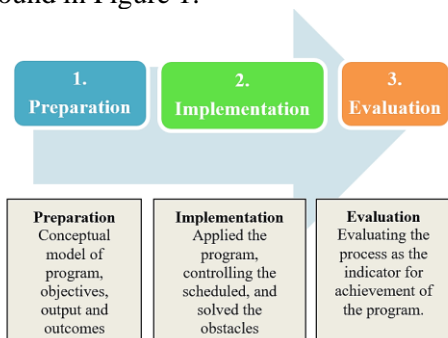 ound in Figure 1.
1.
Preparation
2.
Implementation
3.
Evaluation
Preparation
Conceptual
model of
program,
objectives,
output and
outcomes
Implementation
Applied the
program,
controlling the
scheduled, and
solved the
obstacles
Evaluation
Evaluating the
process as the
indicator for
achievement of
the program.